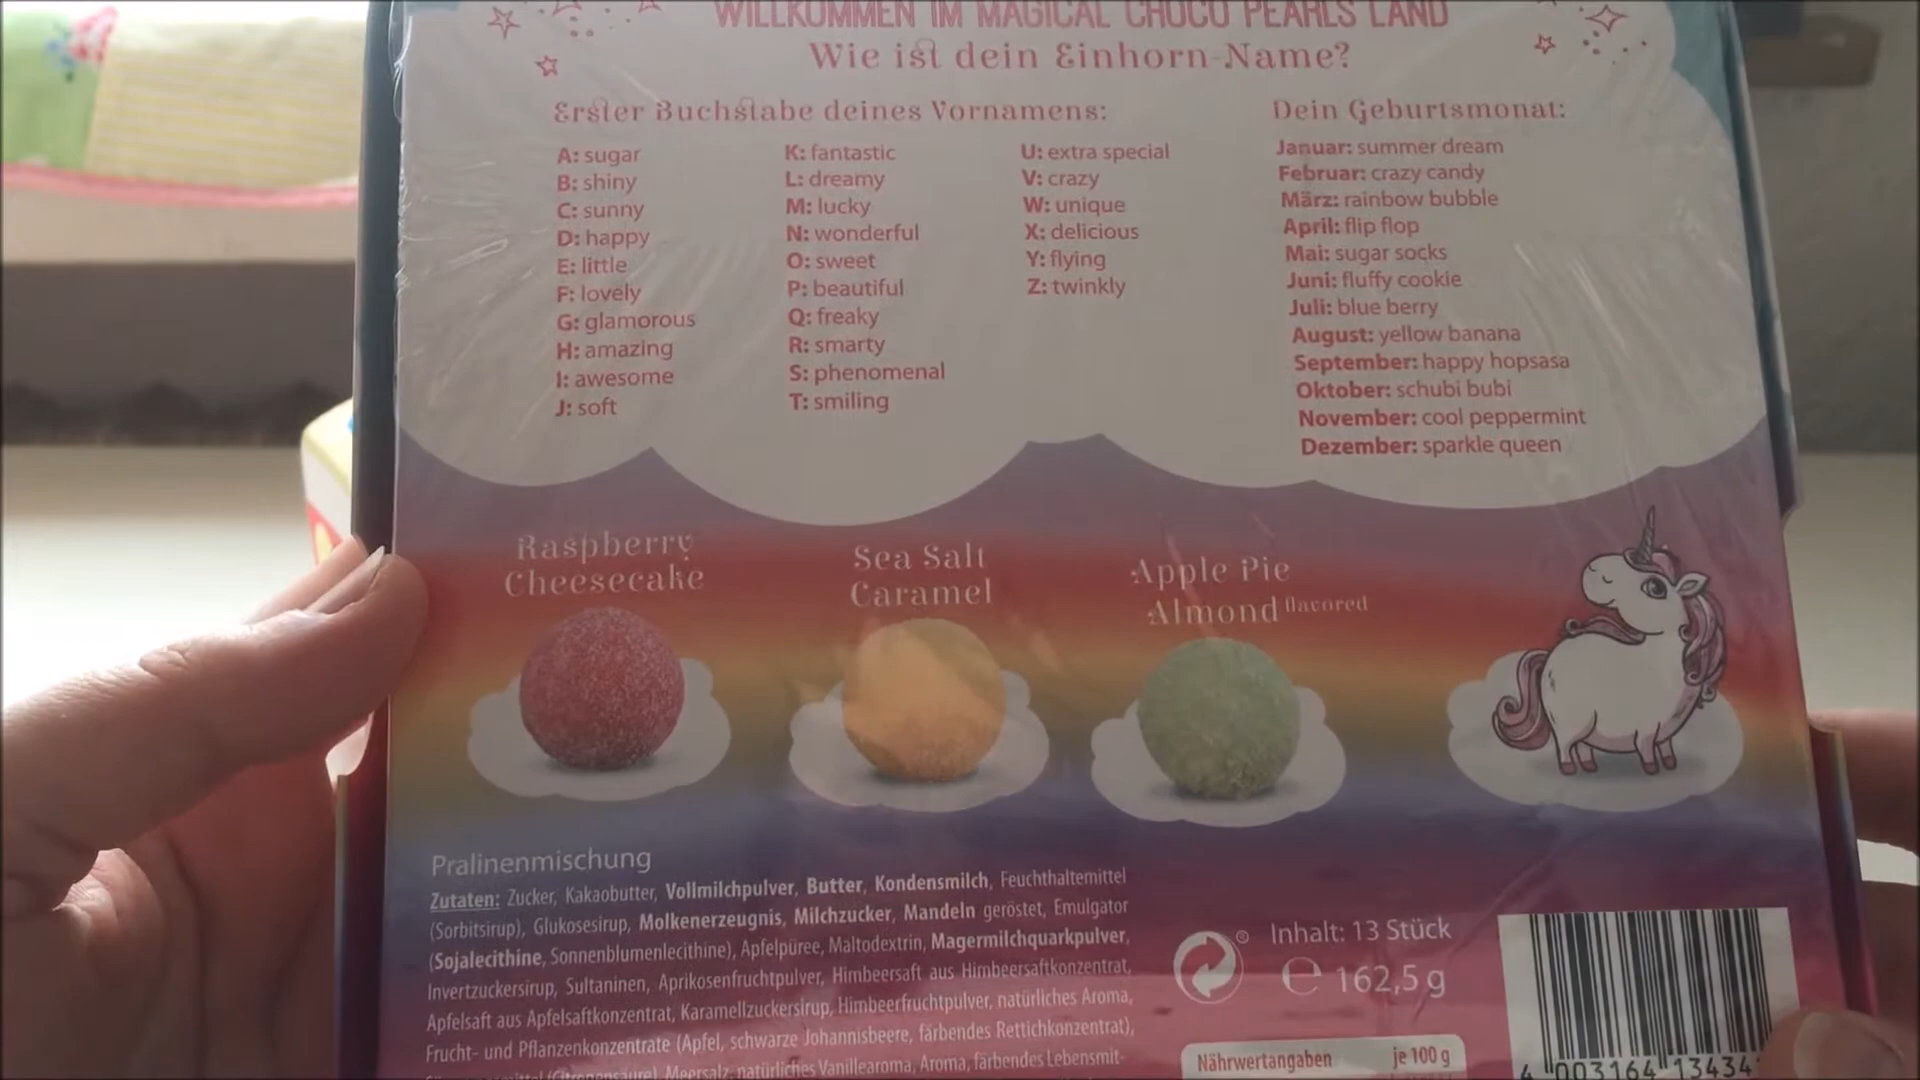 WILLKOMMEN IM MAGICAL CHOCO PEARLS LAND
Wie ist dein Einhorn-Name?
Erster Buchstabe deines Vornamens:
A: sugar
B: shiny
C: sunny
D: happy
E: little
F: lovely
G: glamorous
H: amazing
I: awesome
J: soft
K: fantastic
L: dreamy
M: lucky
N: wonderful
O: sweet
P: beautiful
Q: freaky
R: smarty
S: phenomenal
T: smiling
U: extra special
V: crazy
W: unique
X: delicious
Y: flying
Z: twinkly
Dein Geburtsmonat:
Januar: summer dream
Februar: crazy candy
März: rainbow bubble
April: flip flop
Mai: sugar socks
Juni: fluffy cookie
Juli: blue berry
August: yellow banana
September: happy hopsasa
Oktober: schubi bubi
November: cool peppermint
Dezember: sparkle queen
Raspberry
Cheesecake
Sea Salt
Caramel
Apple Pie
Almond flavored
Pralinenmischung
Zutaten: Zucker, Kakaobutter, Vollmilchpulver, Butter, Kondensmilch, Feuchthaltemittel
(Sorbitsirup), Glukosesirup, Molkenerzeugnis, Milchzucker, Mandeln geröstet, Emulgator
(Sojalecithine, Sonnenblumenlecithine), Apfelpüree, Maltodextrin, Magermilchquarkpulver,
Invertzuckersirup, Sultaninen, Aprikosenfruchtpulver, Himbeersaft aus Himbeersaftkonzentrat,
Apfelsaft aus Apfelsaftkonzentrat, Karamellzuckersirup, Himbeerfruchtpulver, natürliches Aroma,
Frucht- und Pflanzenkonzentrate (Apfel, schwarze Johannisbeere, färbendes Rettichkonzentrat),
(Citronensäure), Meersalz, natürliches Vanillearoma, Aroma, färbendes Lebensmit-
®
Inhalt: 13 Stück
℮ 162,5 g
Nährwertangaben je 100 g
4 003164 13434